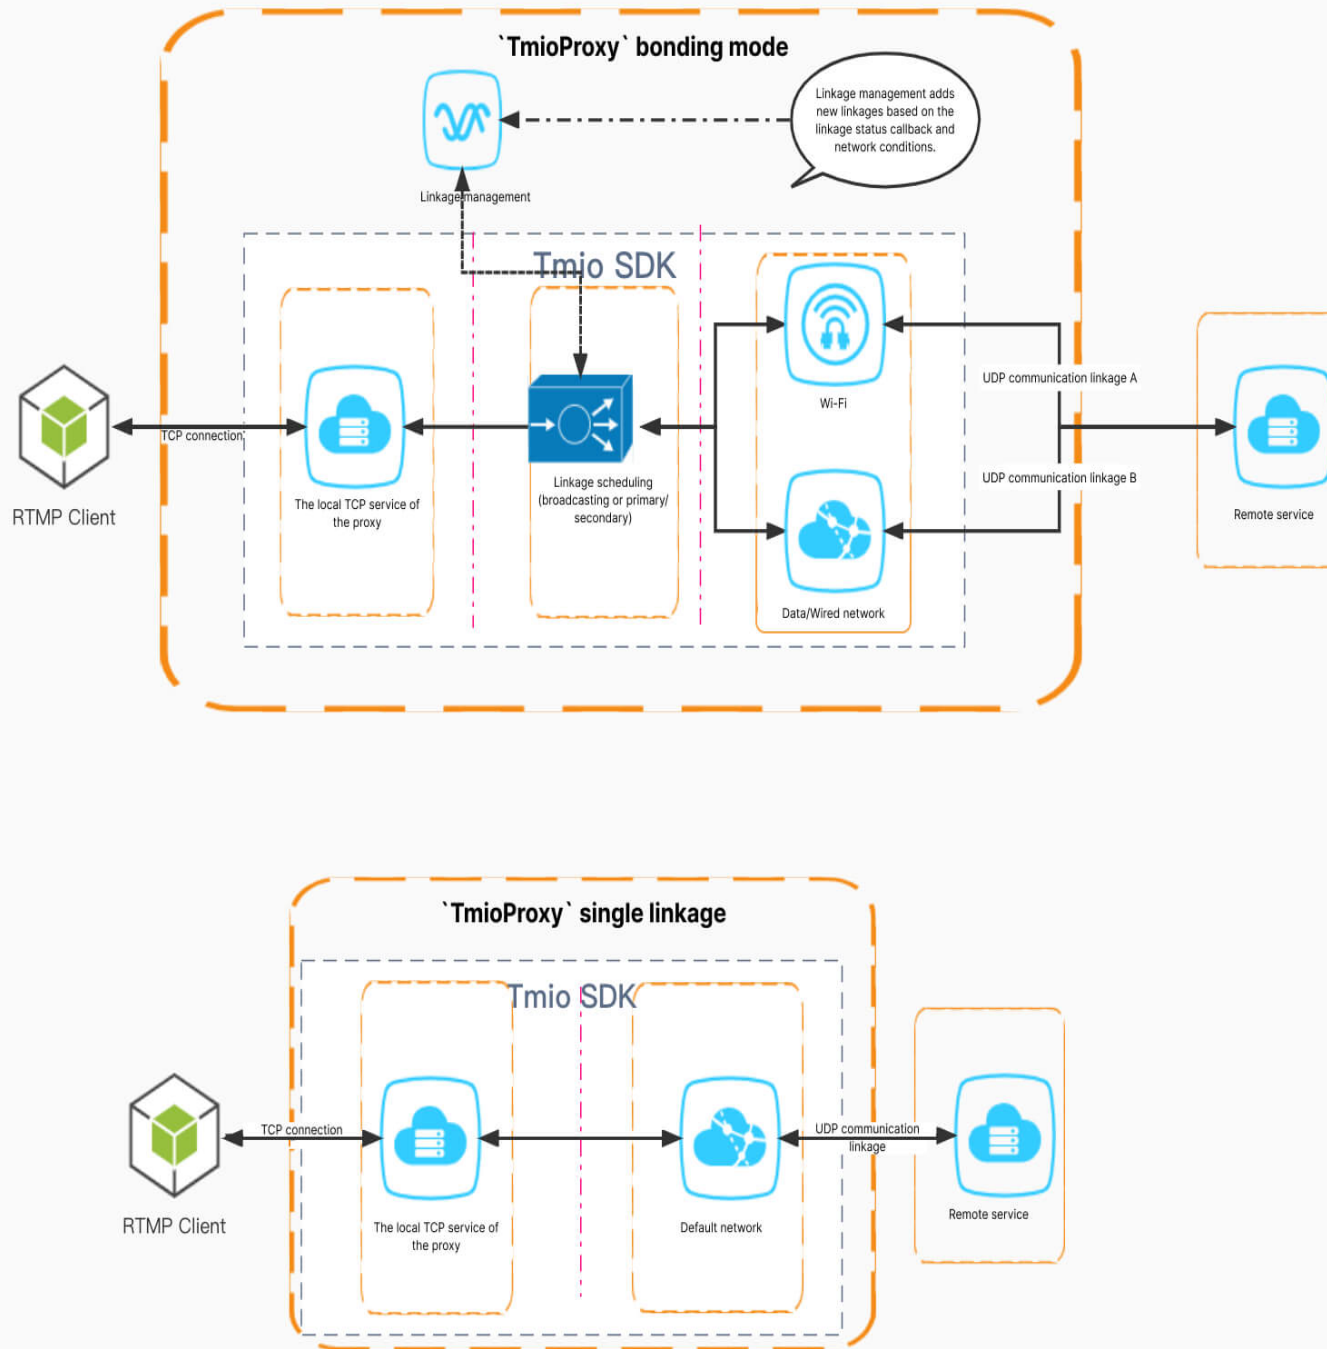 `TmioProxy` bonding mode
Linkage management adds
new linkages based on the
linkage status callback and
network conditions.
Linkage management
Tmio SDK
UDP communication linkage A
Wi-Fi
TCP connection
UDP communication linkage B
Linkage scheduling
(broadcasting or primary/
secondary)
The local TCP service of
the proxy
RTMP Client
Remote service
Data/Wired network
`TmioProxy` single linkage
Tmio SDK
TCP connection
UDP communication
linkage
RTMP Client
The local TCP service of
the proxy
Default network
Remote service